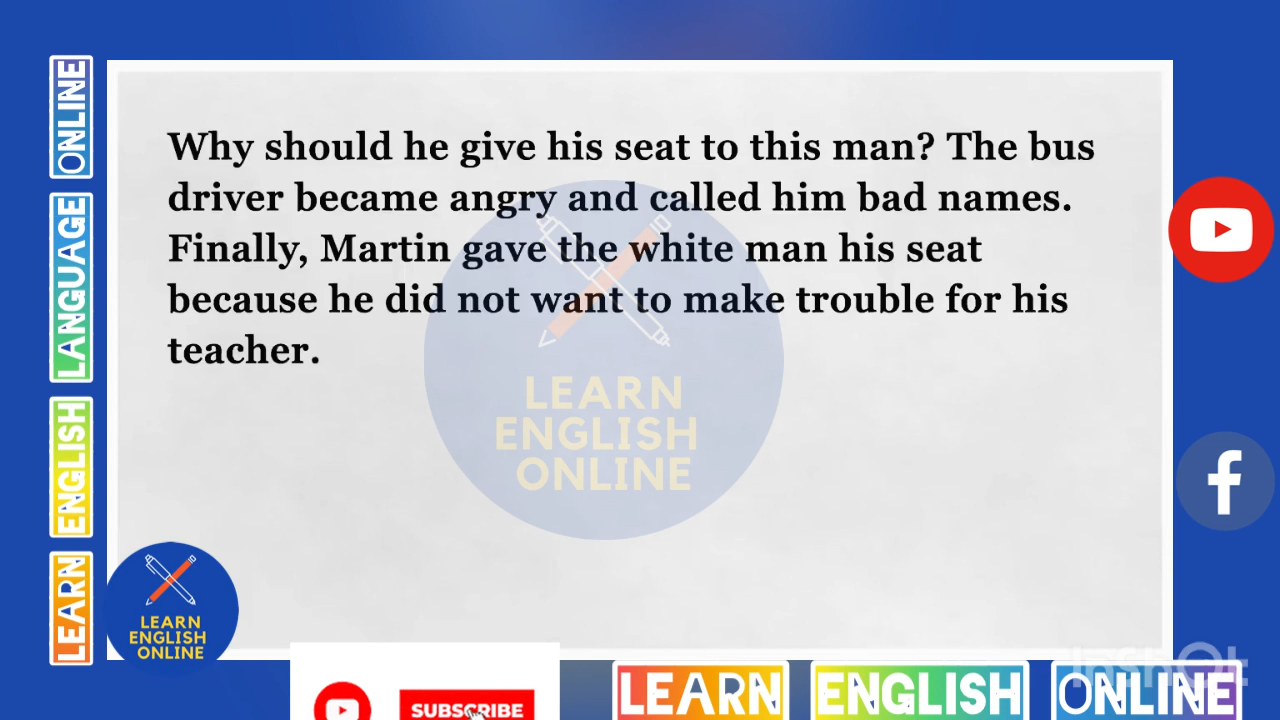 Why should he give his seat to this man? The bus
driver became angry and called him bad names.
Finally, Martin gave the white man his seat
because he did not want to make trouble for his
teacher.
LEARN
ENGLISH
ONLINE
LEARN ENGLISH LANGUAGE ONLINE
LEARN
ENGLISH
ONLINE
SUBSCRIBE
LEARN ENGLISH ONLINE
InShOt